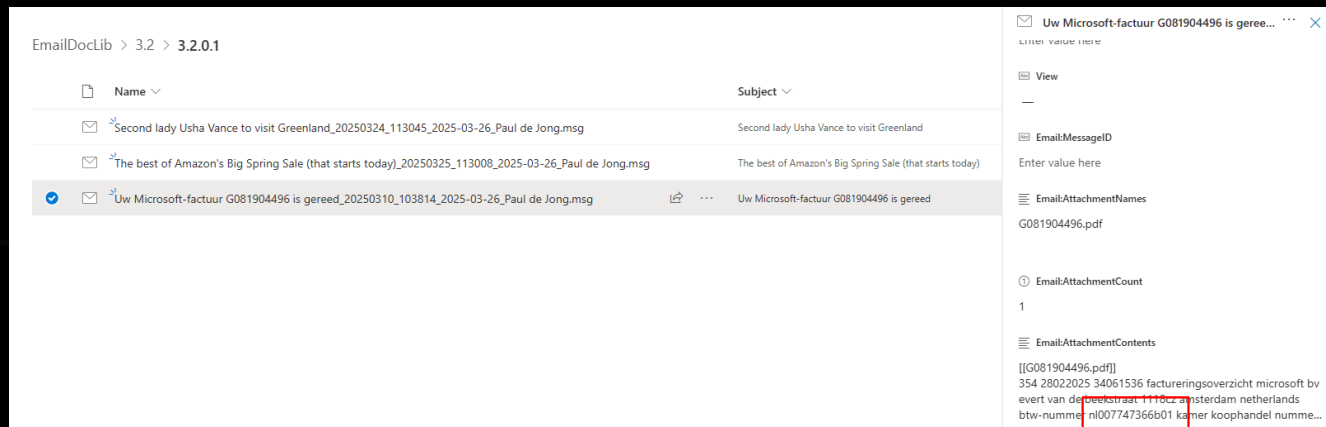 EmailDocLib > 3.2 > 3.2.0.1
Name
Subject
Second lady Usha Vance to visit Greenland_20250324_113045_2025-03-26_Paul de Jong.msg
Second lady Usha Vance to visit Greenland
The best of Amazon's Big Spring Sale (that starts today)_20250325_113008_2025-03-26_Paul de Jong.msg
The best of Amazon's Big Spring Sale (that starts today)
Uw Microsoft-factuur G081904496 is gereed_20250310_103814_2025-03-26_Paul de Jong.msg
Uw Microsoft-factuur G081904496 is gereed
Uw Microsoft-factuur G081904496 is geree...
Enter value here
View
—
Email:MessageID
Enter value here
Email:AttachmentNames
G081904496.pdf
Email:AttachmentCount
1
Email:AttachmentContents
[[G081904496.pdf]]
354 28022025 34061536 factureringsoverzicht microsoft bv
evert van de beekstraat 1118cz amsterdam netherlands
btw-nummer nl007747366b01 kamer koophandel numme...